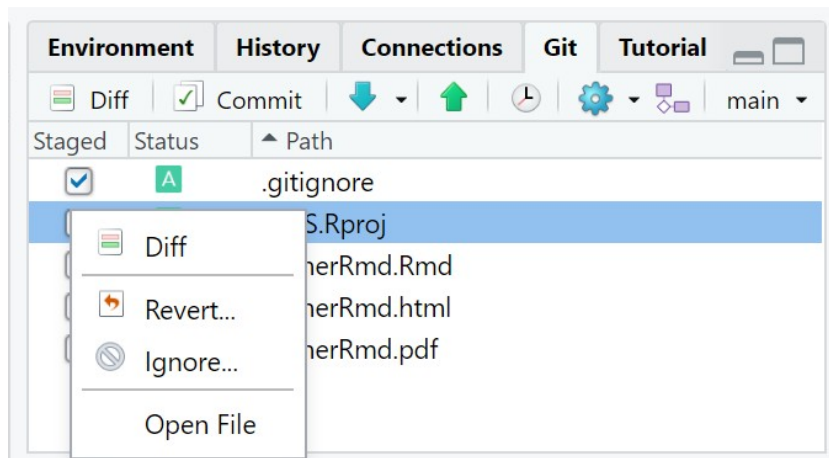 Environment History Connections Git Tutorial
Diff Commit main
Staged Status Path
A .gitignore
S.Rproj
Diff
nerRmd.Rmd
Revert...
nerRmd.html
Ignore...
nerRmd.pdf
Open File